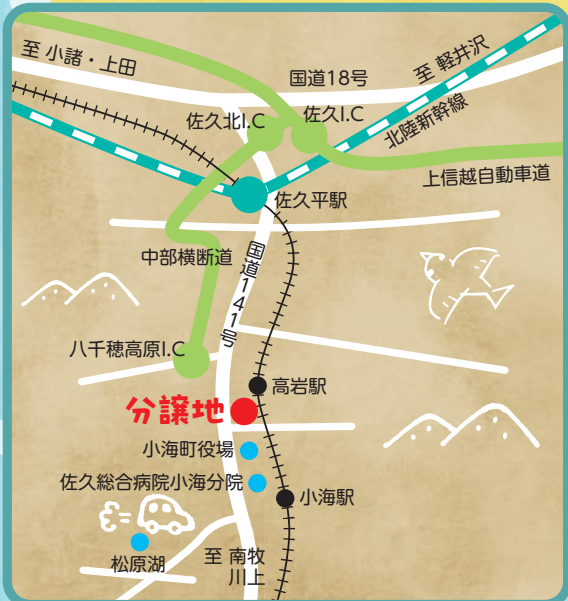 至 小諸・上田
国道18号
至 軽井沢
佐久北I.C
佐久I.C
北陸新幹線
上信越自動車道
佐久平駅
中部横断道
国道141号
八千穂高原I.C
高岩駅
分譲地
小海町役場
佐久総合病院小海分院
小海駅
松原湖
至 南牧
川上